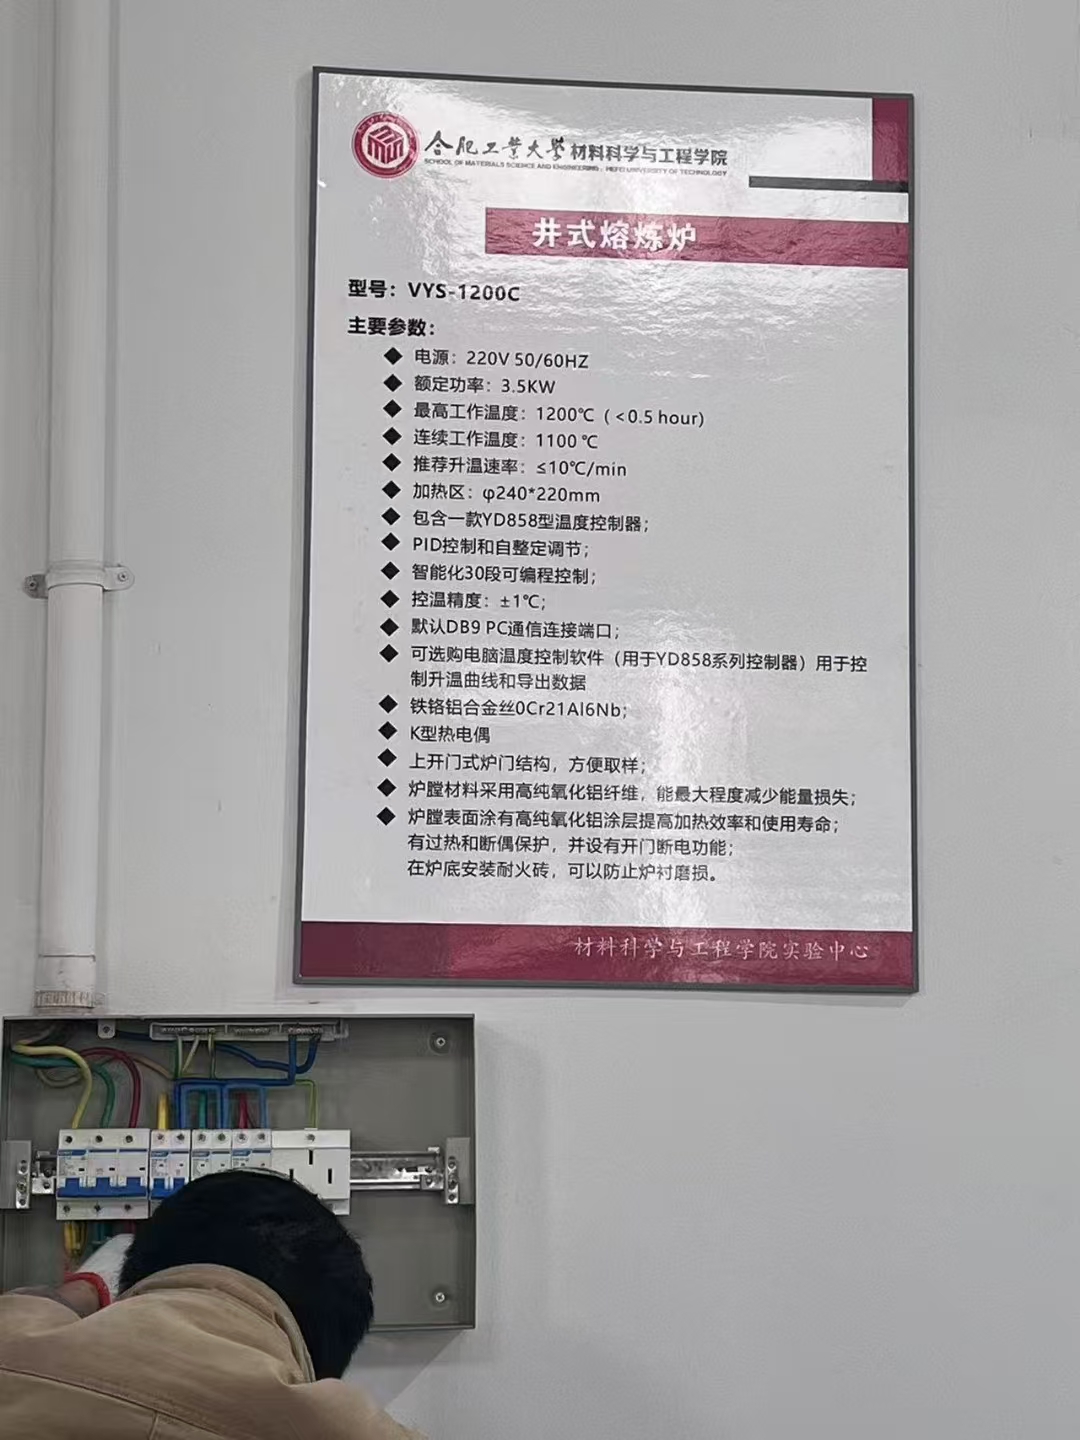 合肥工业大学 材料科学与工程学院
SCHOOL OF MATERIALS SCIENCE AND ENGINEERING, HEFEI UNIVERSITY OF TECHNOLOGY
井式熔炼炉
型号：VYS-1200C
主要参数：
◆ 电源：220V 50/60HZ
◆ 额定功率：3.5KW
◆ 最高工作温度：1200℃（<0.5 hour）
◆ 连续工作温度：1100 ℃
◆ 推荐升温速率：≤10℃/min
◆ 加热区：φ240*220mm
◆ 包含一款YD858型温度控制器；
◆ PID控制和自整定调节；
◆ 智能化30段可编程控制；
◆ 控温精度：±1℃；
◆ 默认DB9 PC通信连接端口；
◆ 可选购电脑温度控制软件（用于YD858系列控制器）用于控
制升温曲线和导出数据
◆ 铁铬铝合金丝0Cr21Al6Nb；
◆ K型热电偶
◆ 上开门式炉门结构，方便取样；
◆ 炉膛材料采用高纯氧化铝纤维，能最大程度减少能量损失；
◆ 炉膛表面涂有高纯氧化铝涂层提高加热效率和使用寿命；
有过热和断偶保护，并设有开门断电功能；
在炉底安装耐火砖，可以防止炉衬磨损。
材料科学与工程学院实验中心